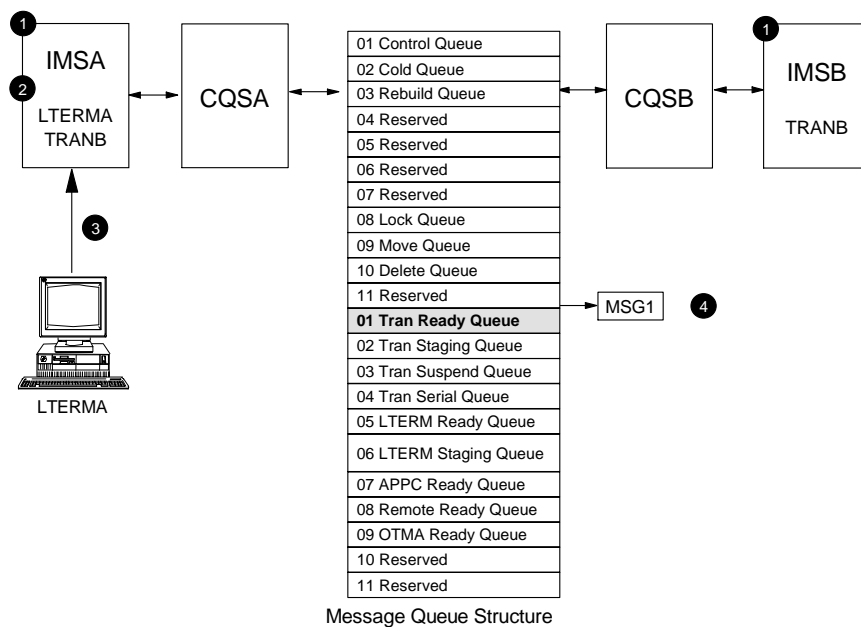 1
IMSA
2
LTERMA
TRANB
CQSA
3
LTERMA
01 Control Queue
02 Cold Queue
03 Rebuild Queue
04 Reserved
05 Reserved
06 Reserved
07 Reserved
08 Lock Queue
09 Move Queue
10 Delete Queue
11 Reserved
01 Tran Ready Queue
02 Tran Staging Queue
03 Tran Suspend Queue
04 Tran Serial Queue
05 LTERM Ready Queue
06 LTERM Staging Queue
07 APPC Ready Queue
08 Remote Ready Queue
09 OTMA Ready Queue
10 Reserved
11 Reserved
Message Queue Structure
MSG1
4
CQSB
1
IMSB
TRANB